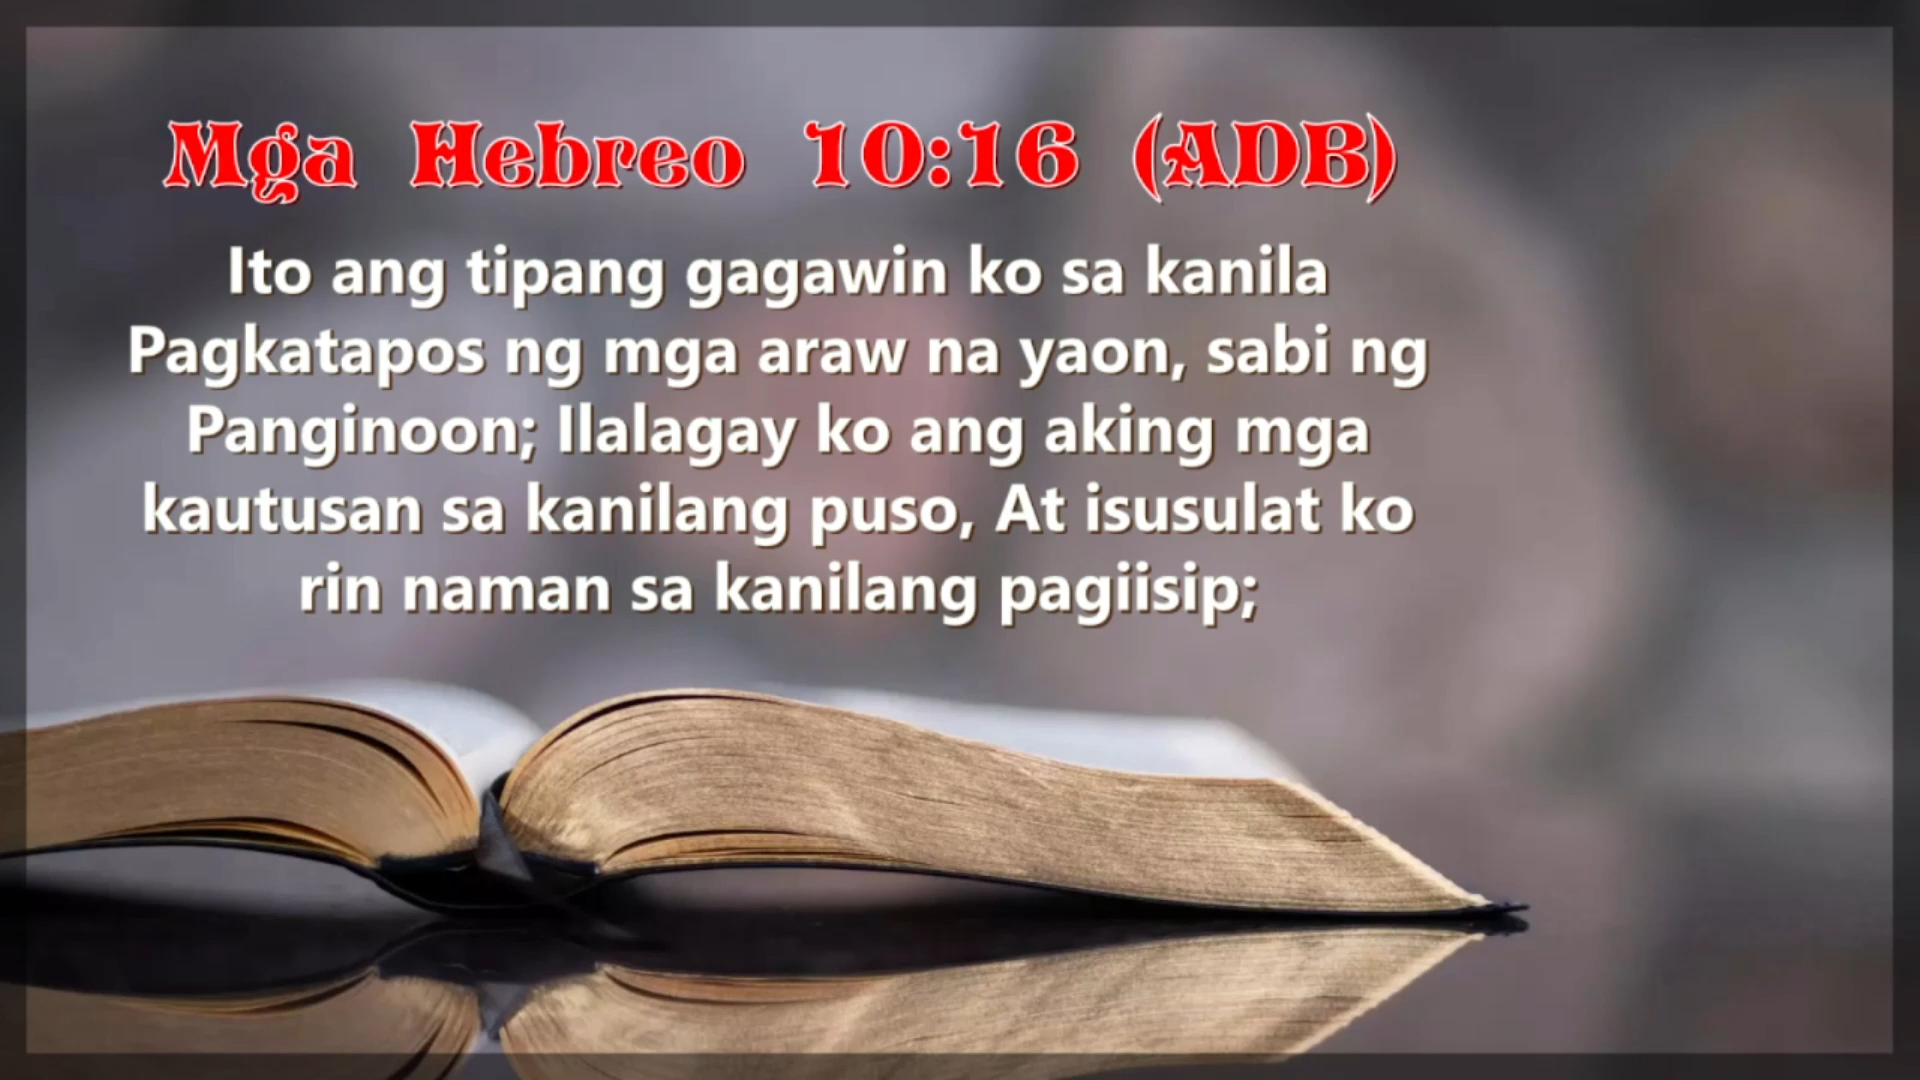 Mga Hebreo 10:16 (ADB)
Ito ang tipang gagawin ko sa kanila
Pagkatapos ng mga araw na yaon, sabi ng
Panginoon; Ilalagay ko ang aking mga
kautusan sa kanilang puso, At isusulat ko
rin naman sa kanilang pagiisip;